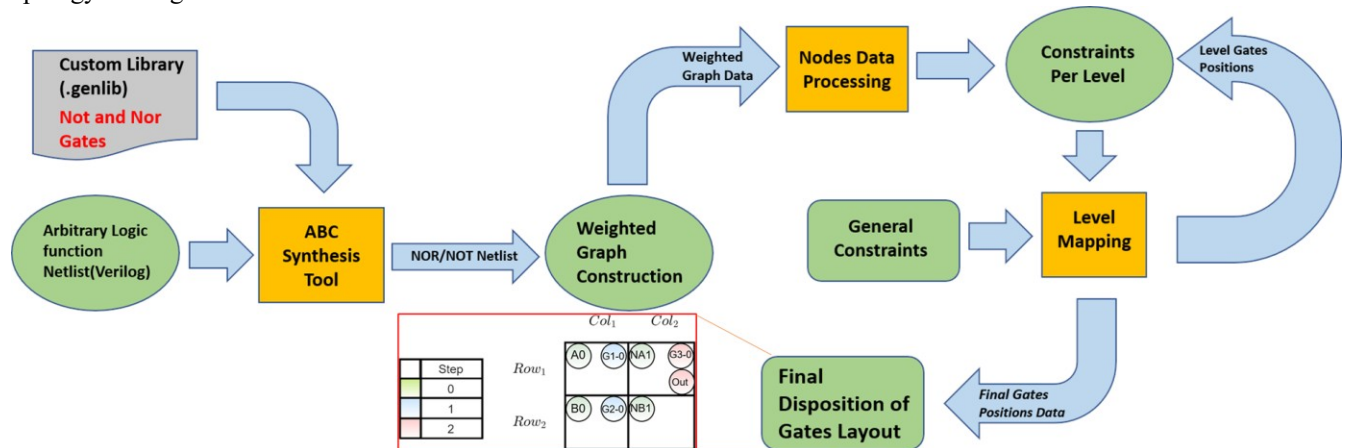 Custom Library
(.genlib)
Not and Nor
Gates
Arbitrary Logic
function
Netlist(Verilog)
ABC
Synthesis
Tool
NOR/NOT Netlist
Weighted
Graph
Construction
Weighted
Graph Data
Nodes Data
Processing
Constraints
Per Level
Level Gates
Positions
General
Constraints
Level
Mapping
Final Gates
Positions Data
Final
Disposition of
Gates Layout
Step
0
1
2
Col1 Col2
Row1 A0 G1-0 NA1 G3-0
Out
Row2 B0 G2-0 NB1